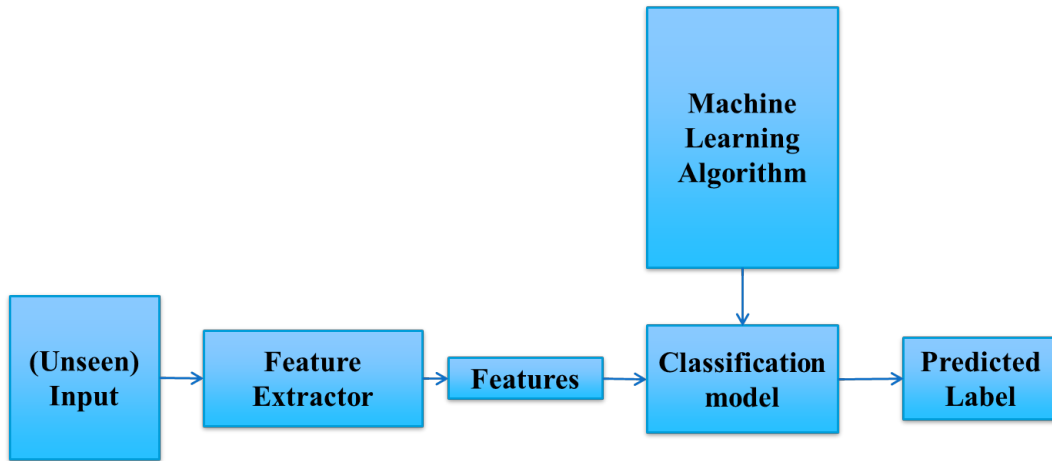 Machine
Learning
Algorithm
(Unseen)
Input
Feature
Extractor
Features
Classification
model
Predicted
Label